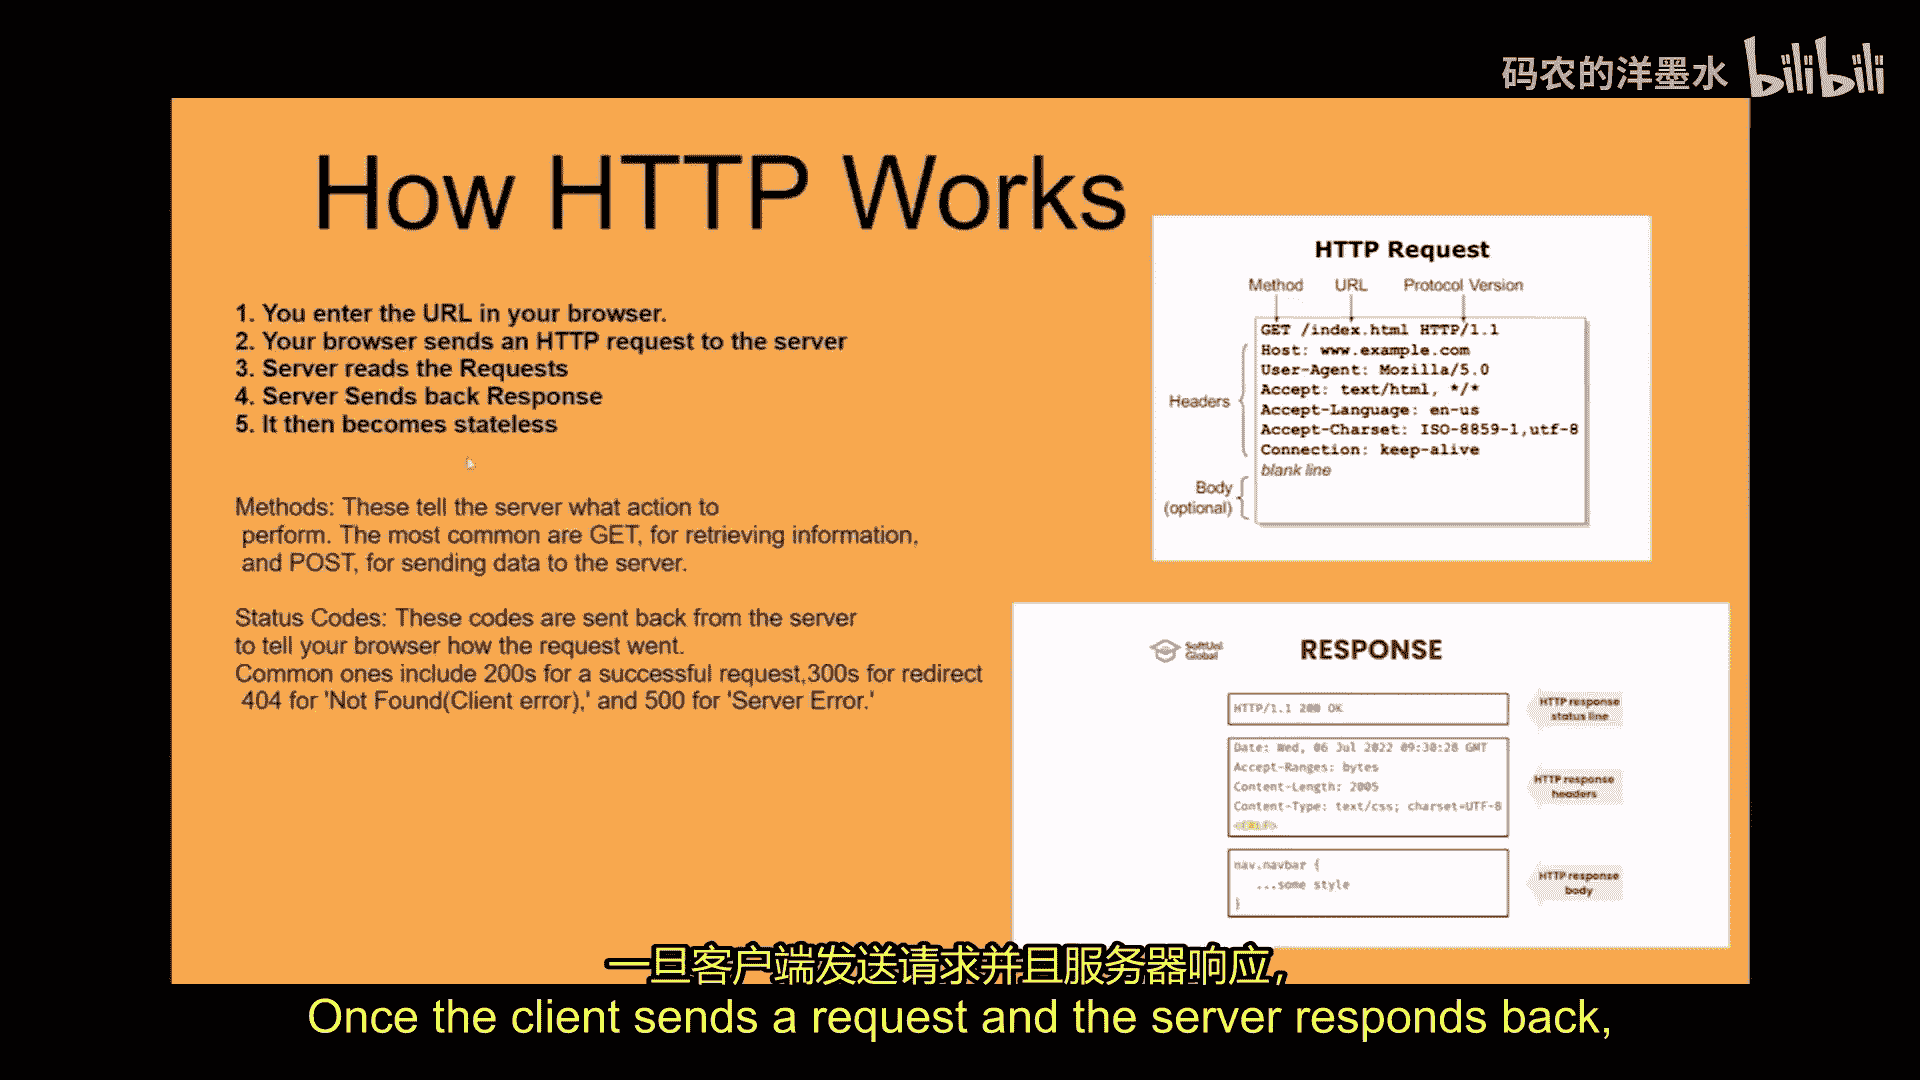 码农的洋墨水 bilibili
How HTTP Works
1. You enter the URL in your browser.
2. Your browser sends an HTTP request to the server
3. Server reads the Requests
4. Server Sends back Response
5. It then becomes stateless
Methods: These tell the server what action to
perform. The most common are GET, for retrieving information,
and POST, for sending data to the server.
Status Codes: These codes are sent back from the server
to tell your browser how the request went.
Common ones include 200s for a successful request,300s for redirect
404 for 'Not Found(Client error),' and 500 for 'Server Error.'
HTTP Request
Method URL Protocol Version
GET /index.html HTTP/1.1
Host: www.example.com
User-Agent: Mozilla/5.0
Accept: text/html, */*
Accept-Language: en-us
Accept-Charset: ISO-8859-1,utf-8
Connection: keep-alive
blank line
Headers
Body
(optional)
SoftUni
Global
RESPONSE
HTTP/1.1 200 OK
HTTP response
status line
Date: Wed, 06 Jul 2022 09:30:28 GMT
Accept-Ranges: bytes
Content-Length: 2005
Content-Type: text/css; charset=UTF-8
<CRLF>
HTTP response
headers
nav.navbar {
...some style
}
HTTP response
body
一旦客户端发送请求并且服务器响应，
Once the client sends a request and the server responds back,